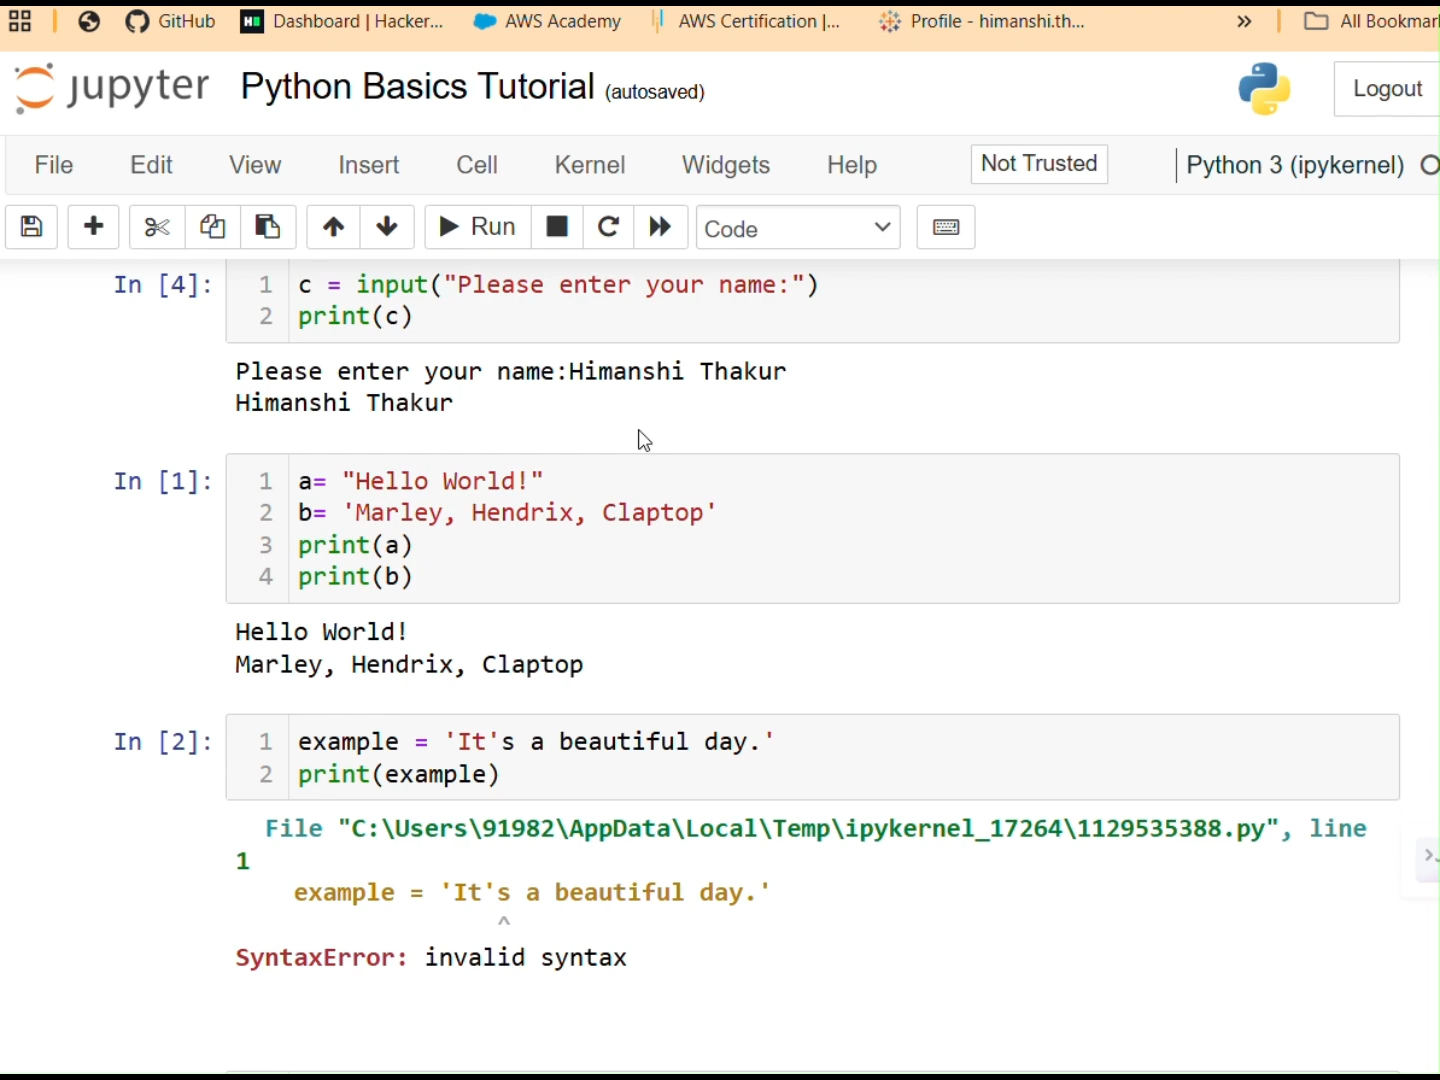 GitHub Dashboard | Hacker... AWS Academy AWS Certification |... Profile - himanshi.th... » All Bookmar
jupyter Python Basics Tutorial (autosaved) Logout
File Edit View Insert Cell Kernel Widgets Help Not Trusted Python 3 (ipykernel)
Run Code
In [4]: 1 c = input("Please enter your name:")
2 print(c)
Please enter your name:Himanshi Thakur
Himanshi Thakur
In [1]: 1 a= "Hello World!"
2 b= 'Marley, Hendrix, Claptop'
3 print(a)
4 print(b)
Hello World!
Marley, Hendrix, Claptop
In [2]: 1 example = 'It's a beautiful day.'
2 print(example)
File "C:\Users\91982\AppData\Local\Temp\ipykernel_17264\1129535388.py", line
1
example = 'It's a beautiful day.'
^
SyntaxError: invalid syntax